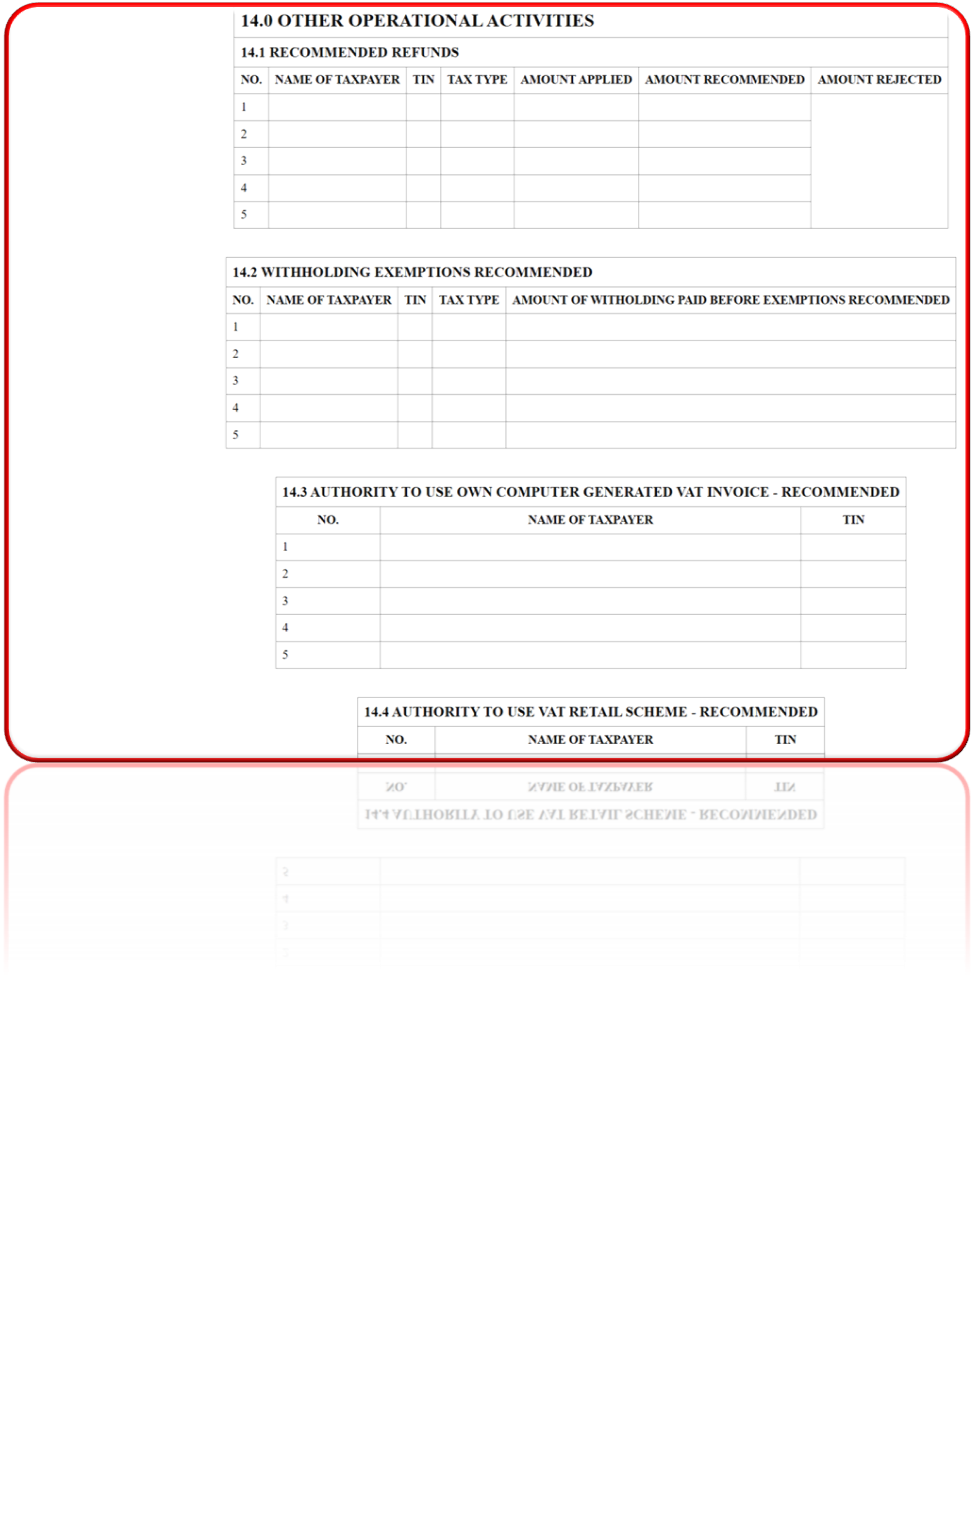 14.0 OTHER OPERATIONAL ACTIVITIES
14.1 RECOMMENDED REFUNDS
NO. NAME OF TAXPAYER TIN TAX TYPE AMOUNT APPLIED AMOUNT RECOMMENDED AMOUNT REJECTED
1
2
3
4
5
14.2 WITHHOLDING EXEMPTIONS RECOMMENDED
NO. NAME OF TAXPAYER TIN TAX TYPE AMOUNT OF WITHOLDING PAID BEFORE EXEMPTIONS RECOMMENDED
1
2
3
4
5
14.3 AUTHORITY TO USE OWN COMPUTER GENERATED VAT INVOICE - RECOMMENDED
NO. NAME OF TAXPAYER TIN
1
2
3
4
5
14.4 AUTHORITY TO USE VAT RETAIL SCHEME - RECOMMENDED
NO. NAME OF TAXPAYER TIN